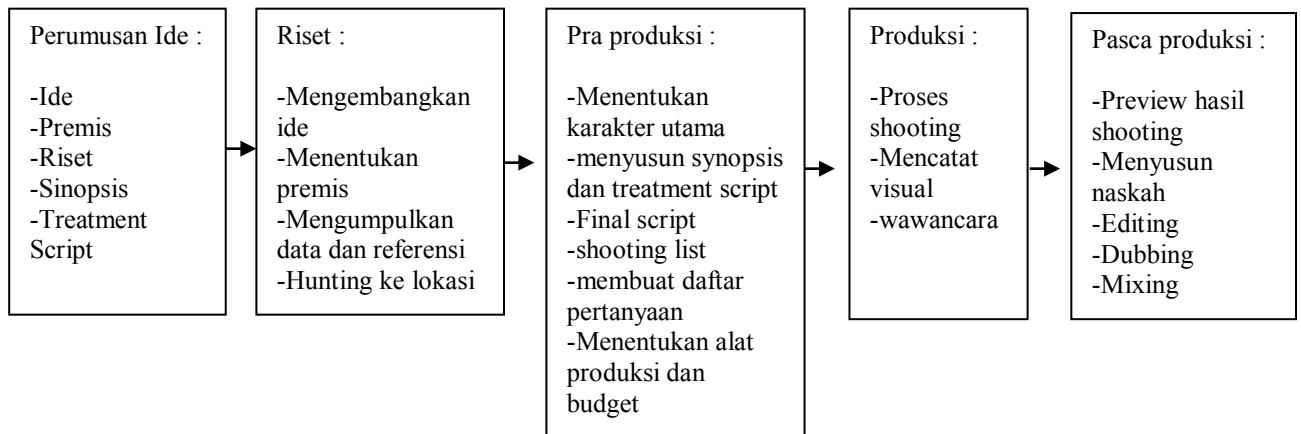 Perumusan Ide :
-Ide
-Premis
-Riset
-Sinopsis
-Treatment
Script
Riset :
-Mengembangkan
ide
-Menentukan
premis
-Mengumpulkan
data dan referensi
-Hunting ke lokasi
Pra produksi :
-Menentukan
karakter utama
-menyusun synopsis
dan treatment script
-Final script
-shooting list
-membuat daftar
pertanyaan
-Menentukan alat
produksi dan
budget
Produksi :
-Proses
shooting
-Mencatat
visual
-wawancara
Pasca produksi :
-Preview hasil
shooting
-Menyusun
naskah
-Editing
-Dubbing
-Mixing